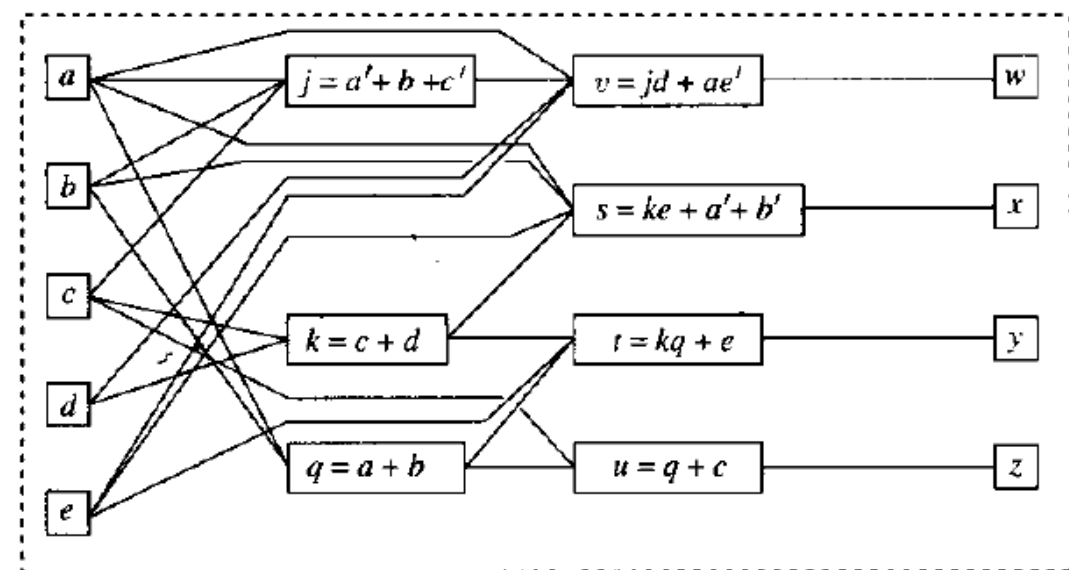 a j = a' + b + c' v = jd + ae' w
b
s = ke + a' + b' x
c
k = c + d t = kq + e y
d
q = a + b u = q + c z
e